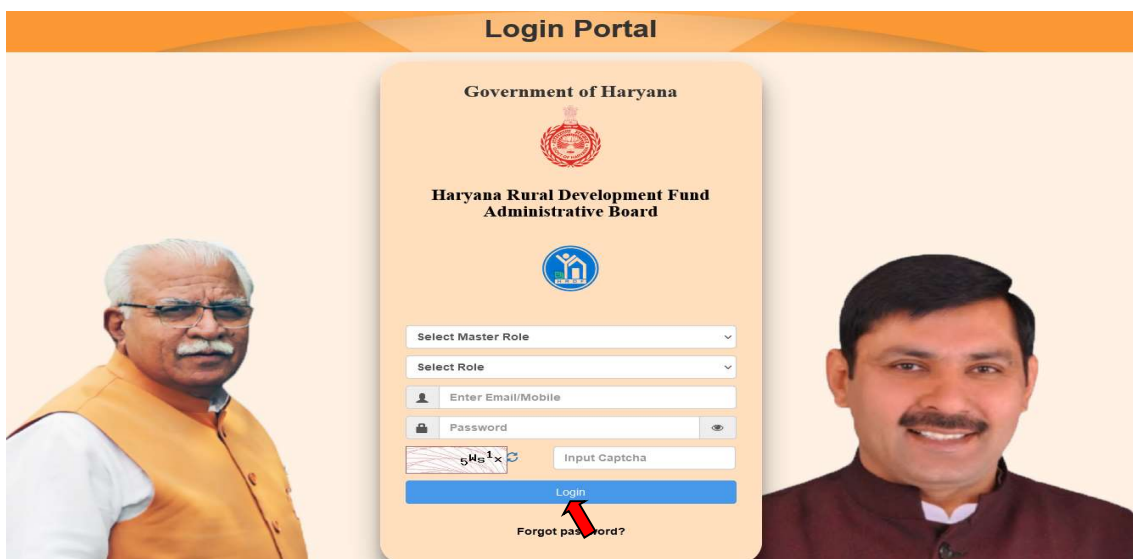 Login Portal
Government of Haryana
Haryana Rural Development Fund
Administrative Board
H R D F
Select Master Role
Select Role
Enter Email/Mobile
Password
5Ws1x
Input Captcha
Login
Forgot password?